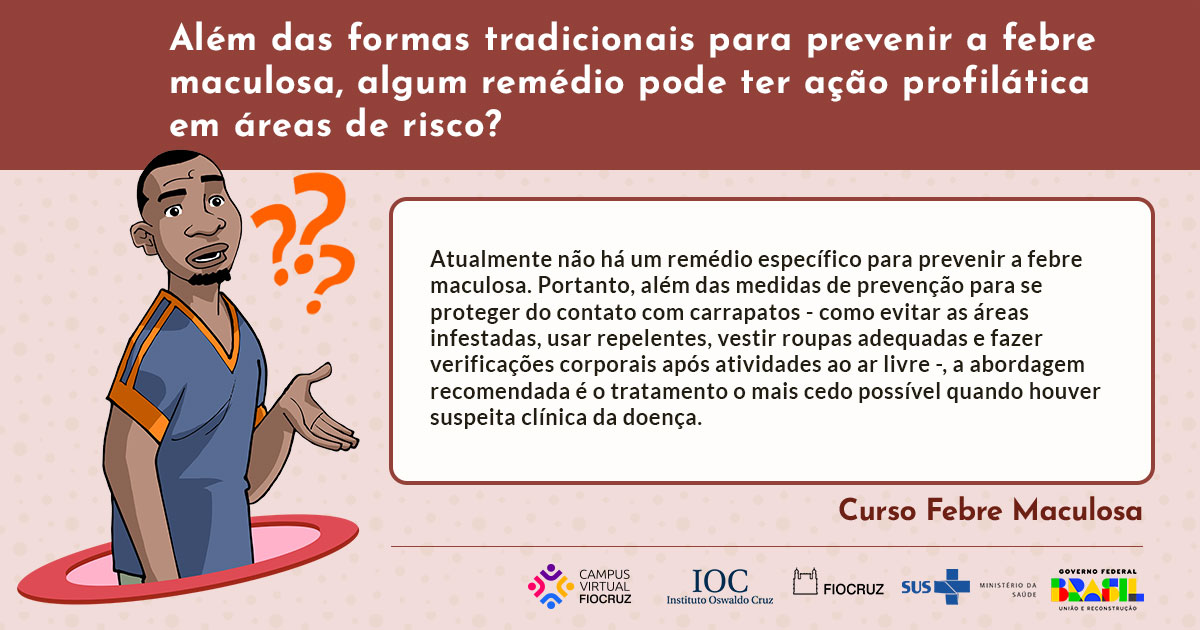 Além das formas tradicionais para prevenir a febre
maculosa, algum remédio pode ter ação profilática
em áreas de risco?
??
?
Atualmente não há um remédio específico para prevenir a febre
maculosa. Portanto, além das medidas de prevenção para se
proteger do contato com carrapatos - como evitar as áreas
infestadas, usar repelentes, vestir roupas adequadas e fazer
verificações corporais após atividades ao ar livre -, a abordagem
recomendada é o tratamento o mais cedo possível quando houver
suspeita clínica da doença.
Curso Febre Maculosa
CAMPUS
VIRTUAL
FIOCRUZ
IOC
Instituto Oswaldo Cruz
FIOCRUZ
SUS
MINISTÉRIO DA
SAÚDE
GOVERNO FEDERAL
BRASIL
UNIÃO E RECONSTRUÇÃO